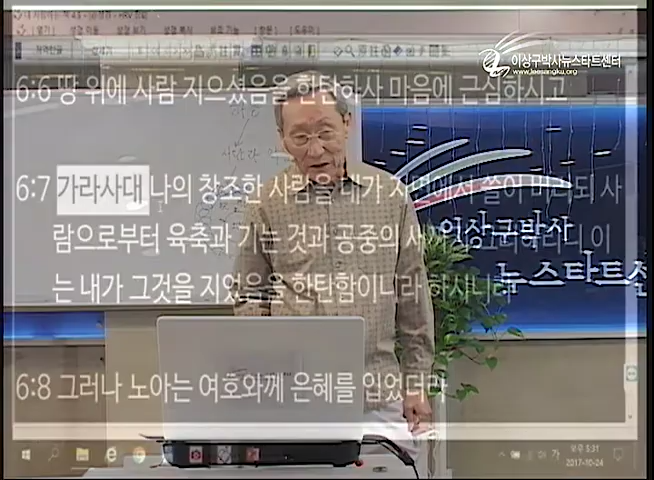 이상구박사뉴스타트센터
www.leesangku.org
6:6 땅 위에 사람 지으셨음을 한탄하사 마음에 근심하시고
6:7 가라사대 나의 창조한 사람을 내가 지면에서 쓸어 버리되 사
람으로부터 육축과 기는 것과 공중의 새까지 그리하리니 이
는 내가 그것을 지었음을 한탄함이니라 하시니라
6:8 그러나 노아는 여호와께 은혜를 입었더라
이상구박사
뉴스타트센
오후 5:31
2017-10-24